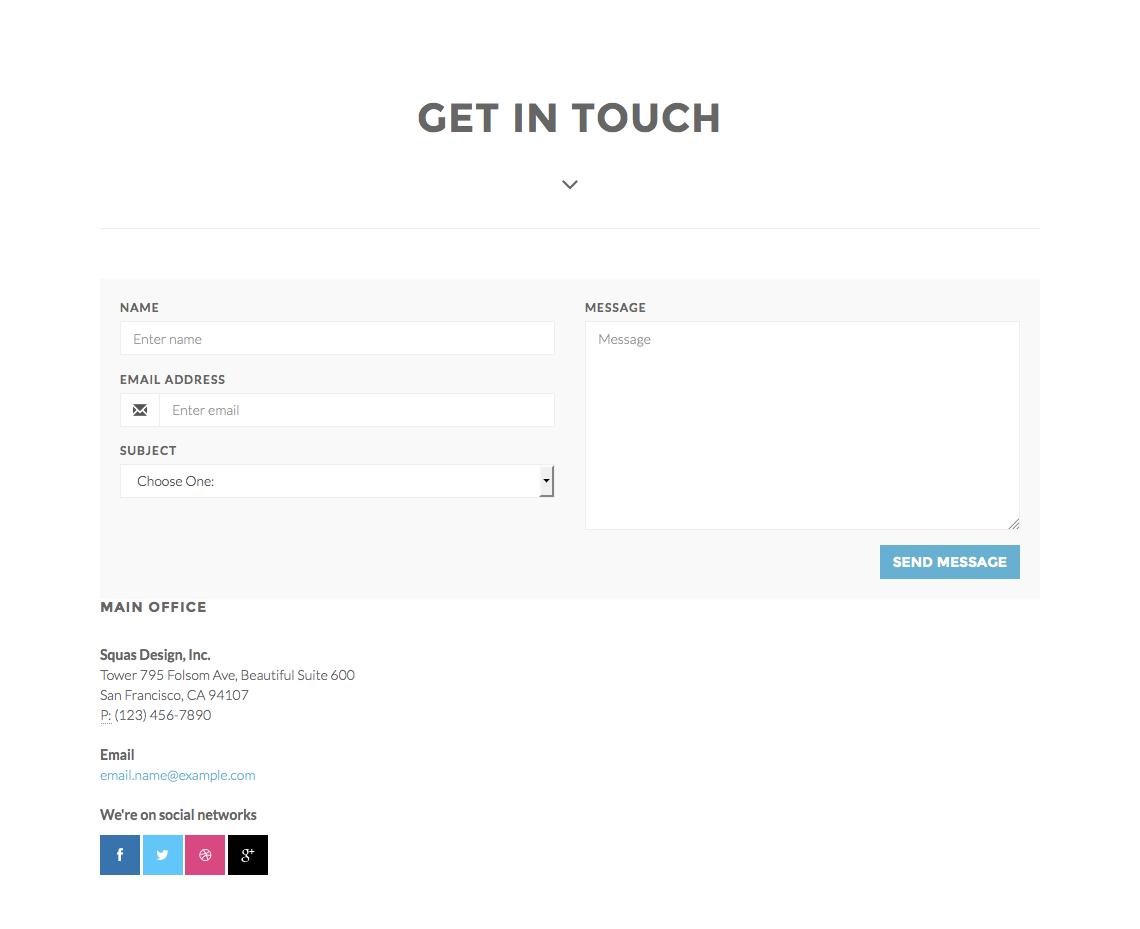 GET IN TOUCH
NAME
Enter name
EMAIL ADDRESS
Enter email
SUBJECT
Choose One:
MESSAGE
Message
SEND MESSAGE
MAIN OFFICE
Squas Design, Inc.
Tower 795 Folsom Ave, Beautiful Suite 600
San Francisco, CA 94107
P: (123) 456-7890
Email
email.name@example.com
We're on social networks
f
g+